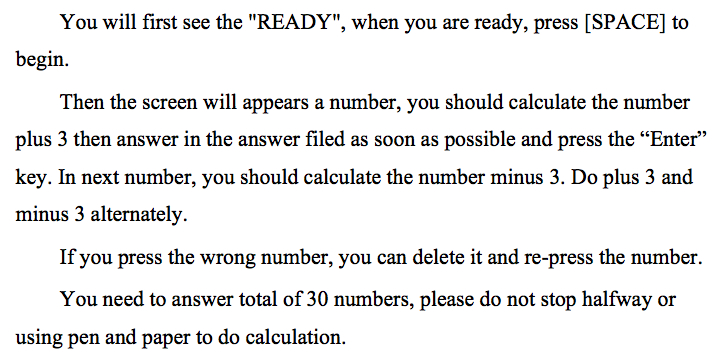 You will first see the "READY", when you are ready, press [SPACE] to
begin.
Then the screen will appears a number, you should calculate the number
plus 3 then answer in the answer filed as soon as possible and press the “Enter”
key. In next number, you should calculate the number minus 3. Do plus 3 and
minus 3 alternately.
If you press the wrong number, you can delete it and re-press the number.
You need to answer total of 30 numbers, please do not stop halfway or
using pen and paper to do calculation.